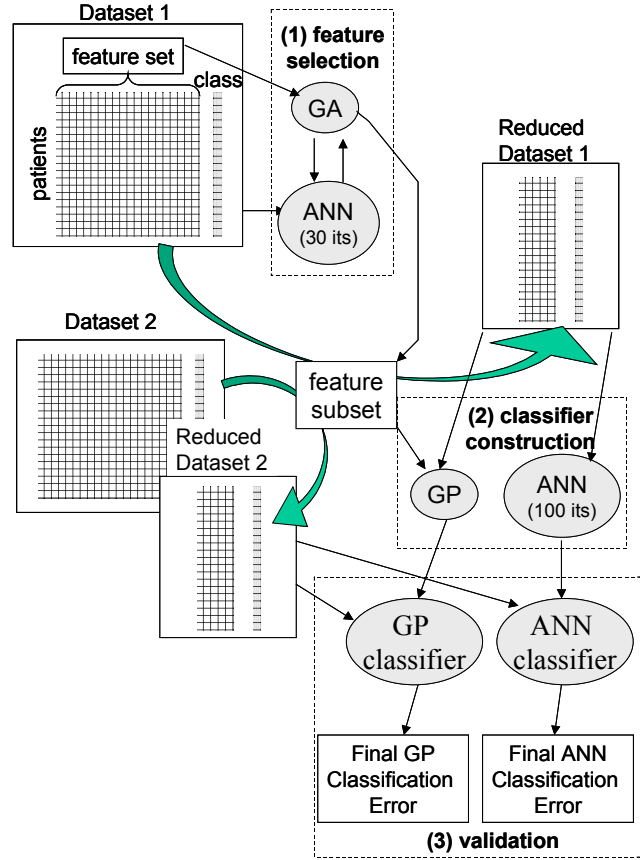 Dataset 1
feature set
class
patients
(1) feature
selection
GA
ANN
(30 its)
Reduced
Dataset 1
Dataset 2
Reduced
Dataset 2
feature
subset
(2) classifier
construction
GP
ANN
(100 its)
GP
classifier
ANN
classifier
Final GP
Classification
Error
Final ANN
Classification
Error
(3) validation